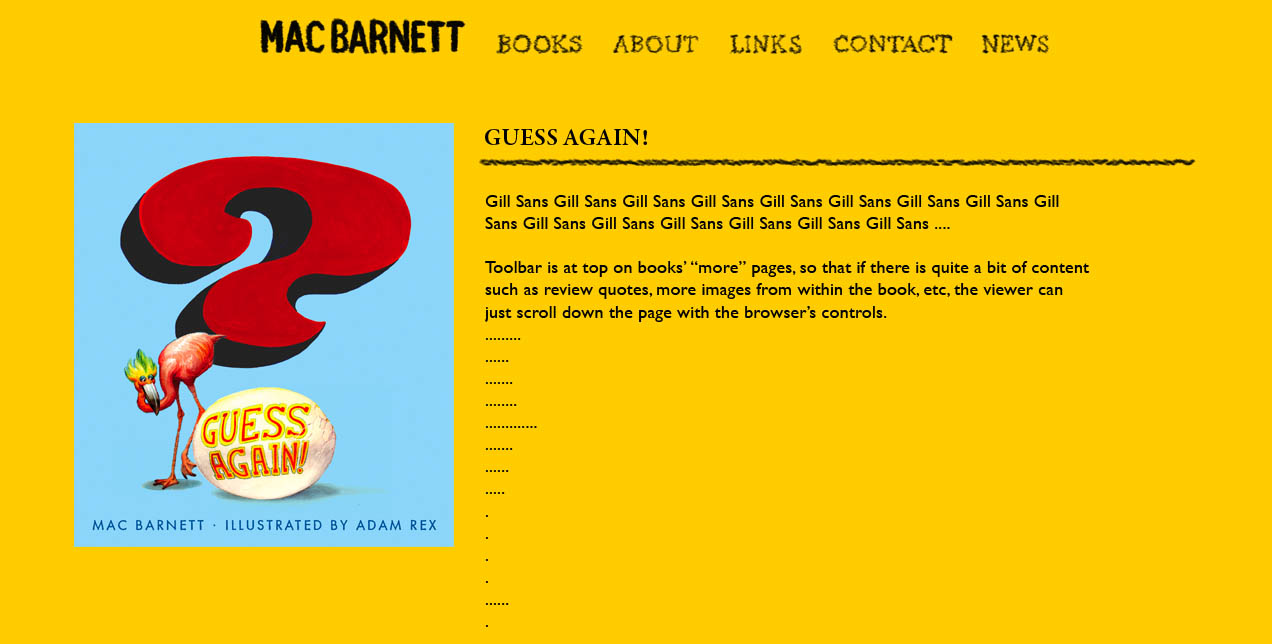 MAC BARNETT BOOKS ABOUT LINKS CONTACT NEWS
GUESS AGAIN!
Gill Sans Gill Sans Gill Sans Gill Sans Gill Sans Gill Sans Gill Sans Gill Sans Gill
Sans Gill Sans Gill Sans Gill Sans Gill Sans Gill Sans Gill Sans ....
Toolbar is at top on books’ “more” pages, so that if there is quite a bit of content
such as review quotes, more images from within the book, etc, the viewer can
just scroll down the page with the browser’s controls.
.........
......
.......
........
.............
.......
......
.....
.
.
.
.
......
.
GUESS
AGAIN!
MAC BARNETT · ILLUSTRATED BY ADAM REX